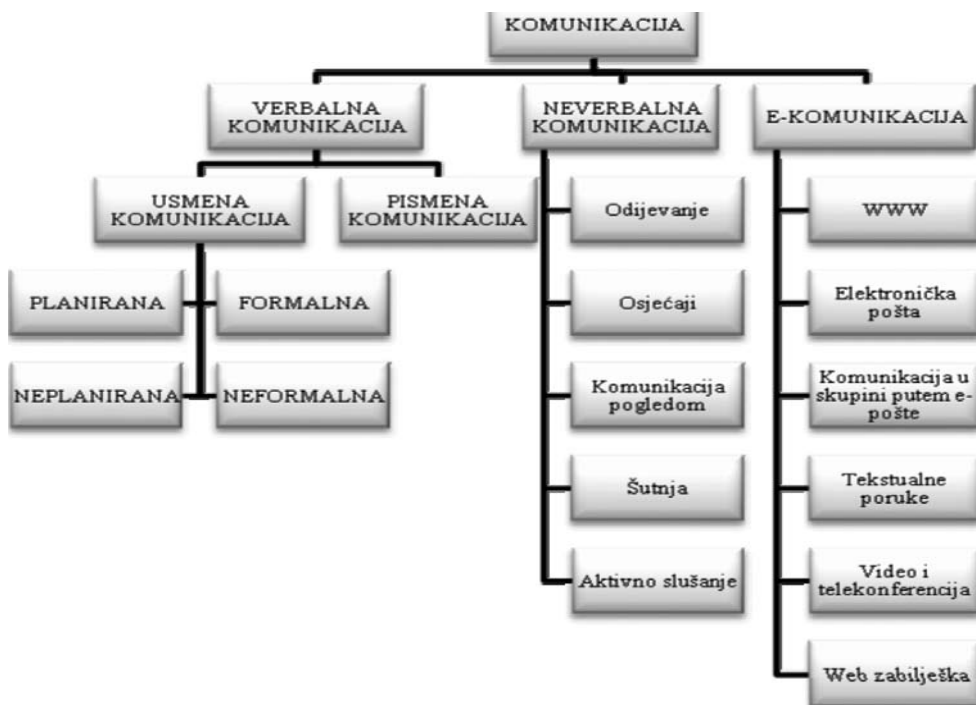 KOMUNIKACIJA
VERBALNA
KOMUNIKACIJA
NEVERBALNA
KOMUNIKACIJA
E-KOMUNIKACIJA
USMENA
KOMUNIKACIJA
PISMENA
KOMUNIKACIJA
PLANIRANA
FORMALNA
NEPLANIRANA
NEFORMALNA
Odijevanje
Osjećaji
Komunikacija
pogledom
Šutnja
Aktivno slušanje
WWW
Elektronička
pošta
Komunikacija u
skupini putem e-
pošte
Tekstualne
poruke
Video i
telekonferencija
Web zabilješka